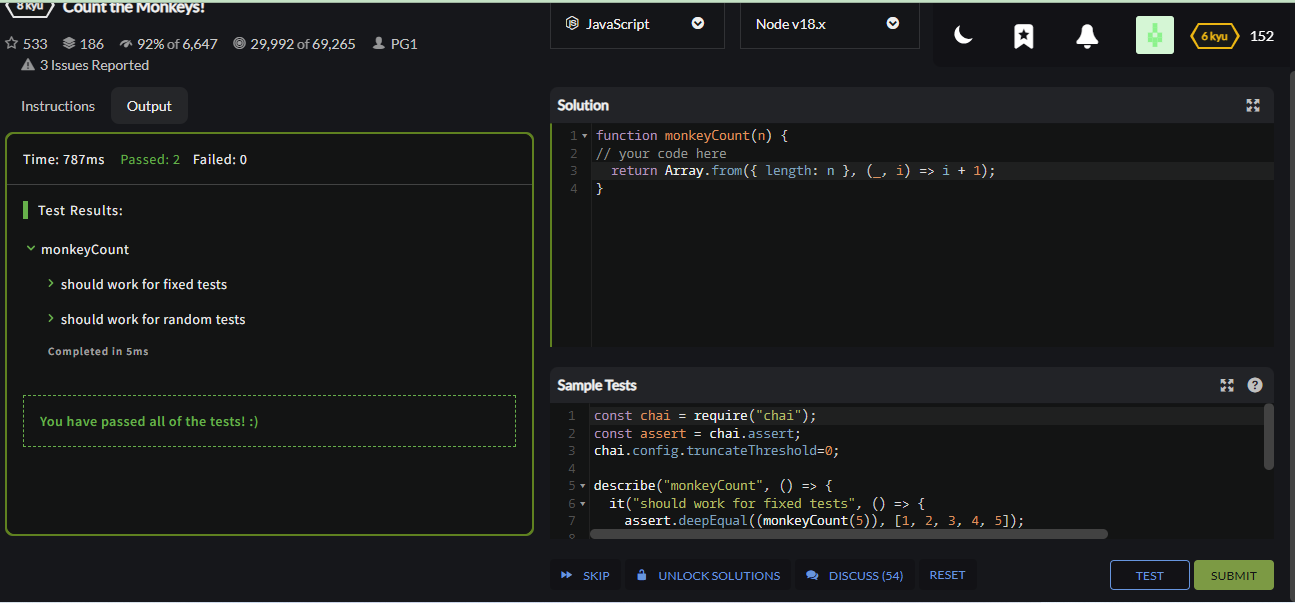 8 kyu Count the Monkeys!
533 186 92% of 6,647 29,992 of 69,265 PG1
3 Issues Reported
JavaScript
Node v18.x
6 kyu 152
Instructions Output
Time: 787ms Passed: 2 Failed: 0
Test Results:
monkeyCount
should work for fixed tests
should work for random tests
Completed in 5ms
You have passed all of the tests! :)
Solution
1 function monkeyCount(n) {
2 // your code here
3 return Array.from({ length: n }, (_, i) => i + 1);
4 }
Sample Tests
1 const chai = require("chai");
2 const assert = chai.assert;
3 chai.config.truncateThreshold=0;
4
5 describe("monkeyCount", () => {
6 it("should work for fixed tests", () => {
7 assert.deepEqual((monkeyCount(5)), [1, 2, 3, 4, 5]);
SKIP UNLOCK SOLUTIONS DISCUSS (54) RESET TEST SUBMIT